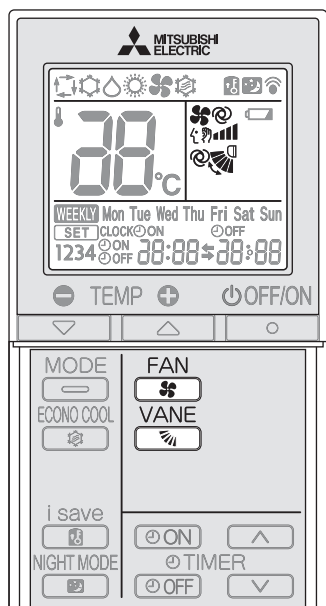 MITSUBISHI
ELECTRIC
88°C
WEEKLY Mon Tue Wed Thu Fri Sat Sun
SET CLOCK ON OFF
1234 ON OFF 88:88 88:88
TEMP OFF/ON
MODE FAN
ECONO COOL VANE
i save
ON
NIGHT MODE TIMER
OFF